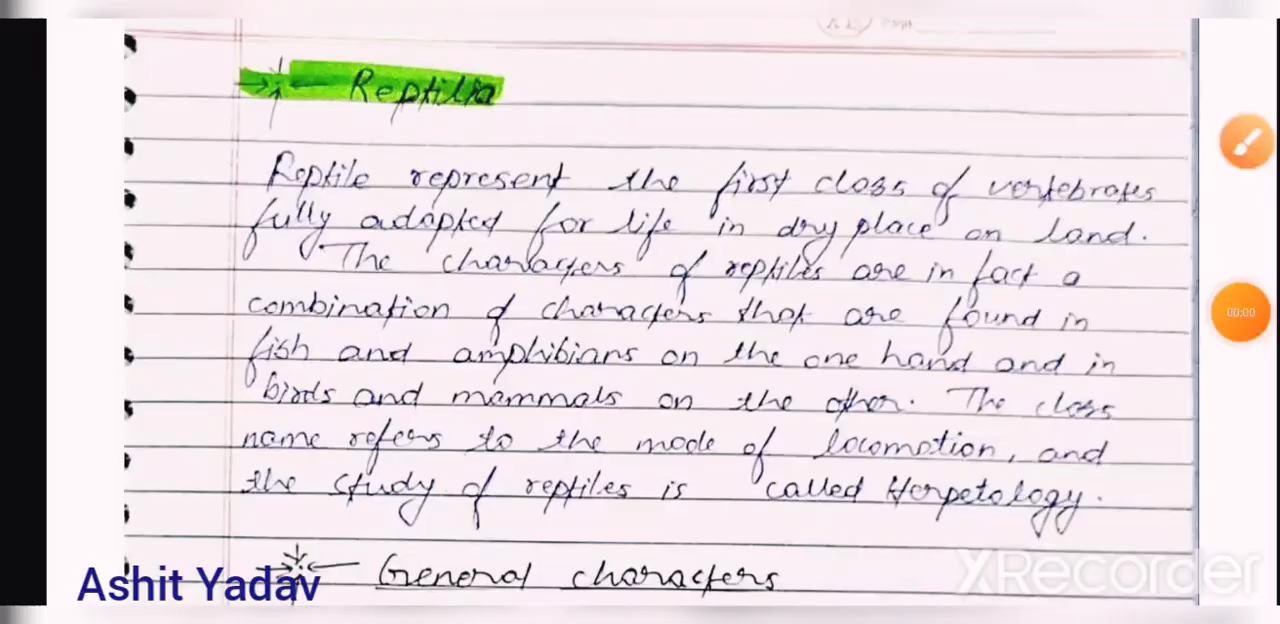 Reptilia
Reptile represent the first class of vertebrates
fully adapted for life in dry place on land.
The characters of reptiles are in fact a
combination of characters that are found in
fish and amphibians on the one hand and in
birds and mammals on the other. The class
name refers to the mode of locomotion, and
the study of reptiles is called Herpetology.
General characters
Ashit Yadav
00:00
XRecorder